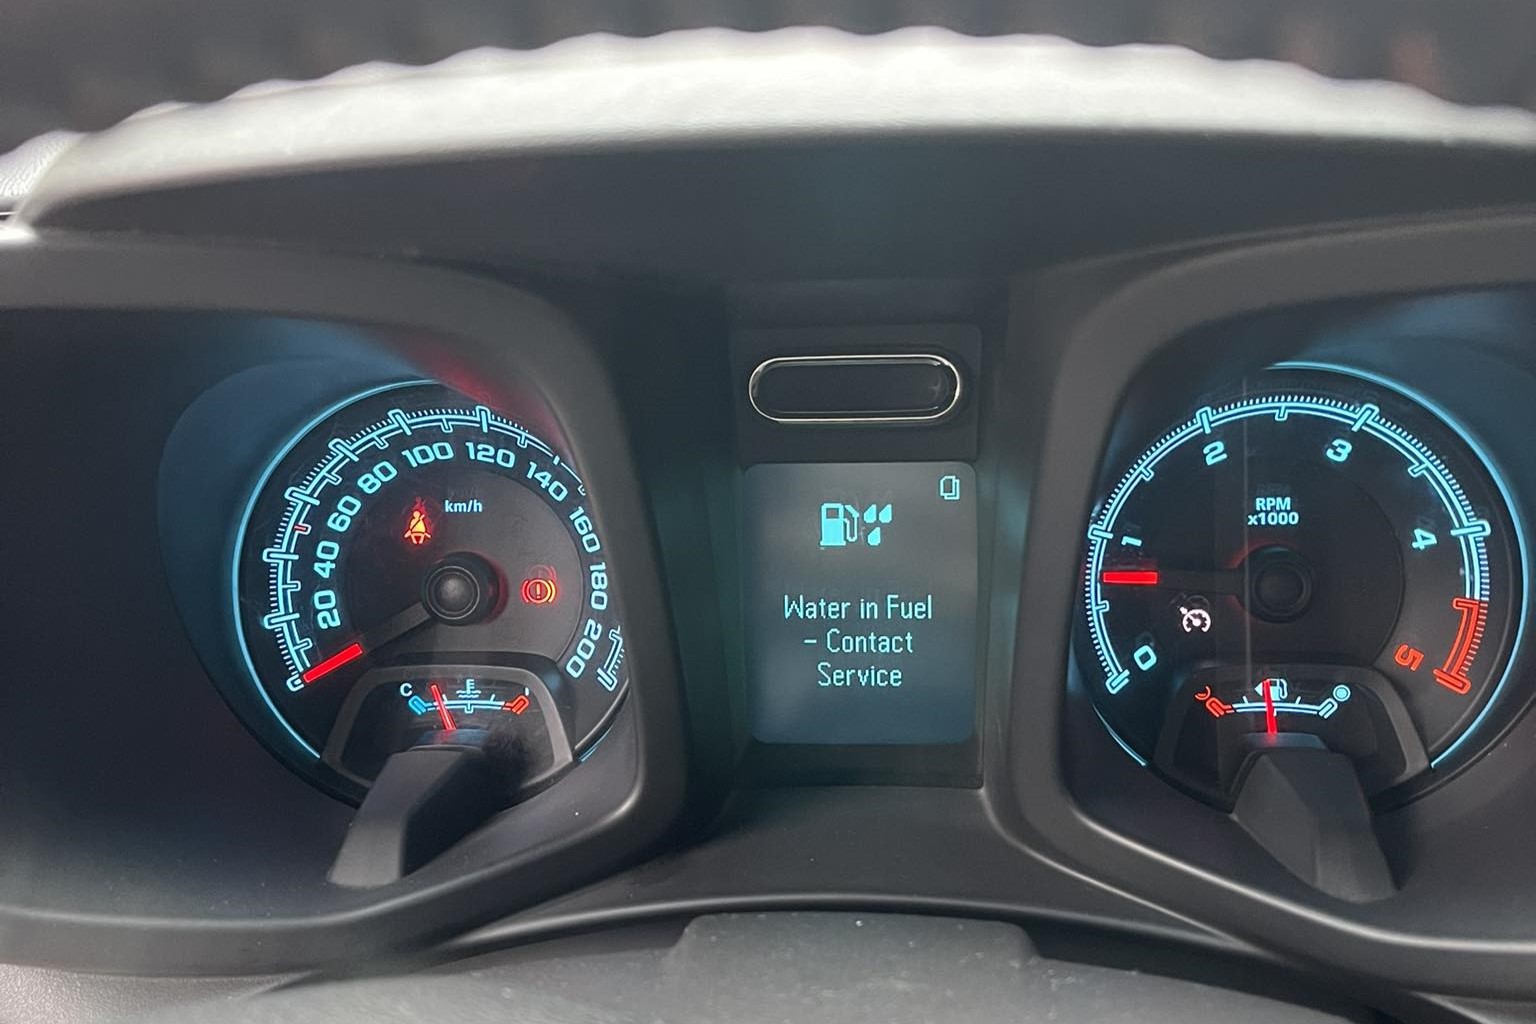 20 40 60 80 100 120 140 160 180 200
km/h
C
Water in Fuel
- Contact
Service
0 1 2 3 4 5
RPM
x1000